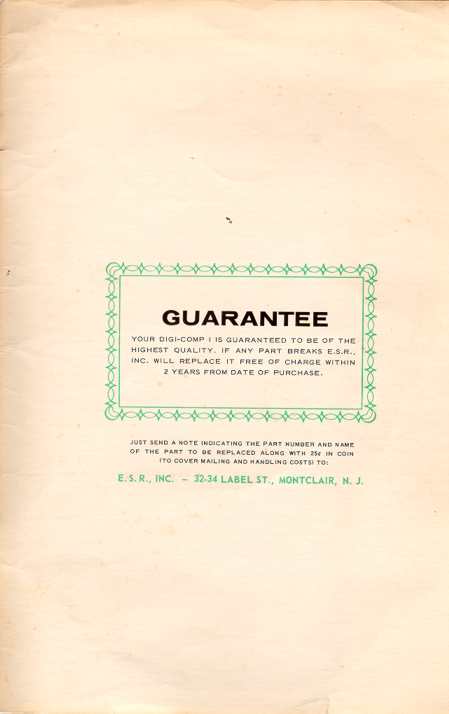 GUARANTEE
YOUR DIGI-COMP I IS GUARANTEED TO BE OF THE
HIGHEST QUALITY. IF ANY PART BREAKS E.S.R.,
INC. WILL REPLACE IT FREE OF CHARGE WITHIN
2 YEARS FROM DATE OF PURCHASE.
JUST SEND A NOTE INDICATING THE PART NUMBER AND NAME
OF THE PART TO BE REPLACED ALONG WITH 25¢ IN COIN
(TO COVER MAILING AND HANDLING COSTS) TO:
E.S.R., INC. – 32-34 LABEL ST., MONTCLAIR, N. J.